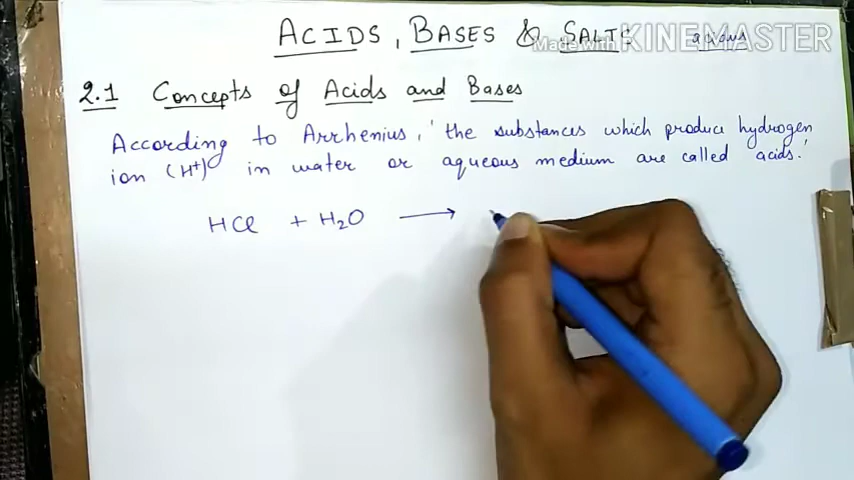 ACIDS, BASES & SALTS
Made with KINEMASTER
2.1 Concepts of Acids and Bases
According to Arrhenius, 'the substances which produce hydrogen
ion (H+) in water or aqueous medium are called acids.'
HCl + H2O →